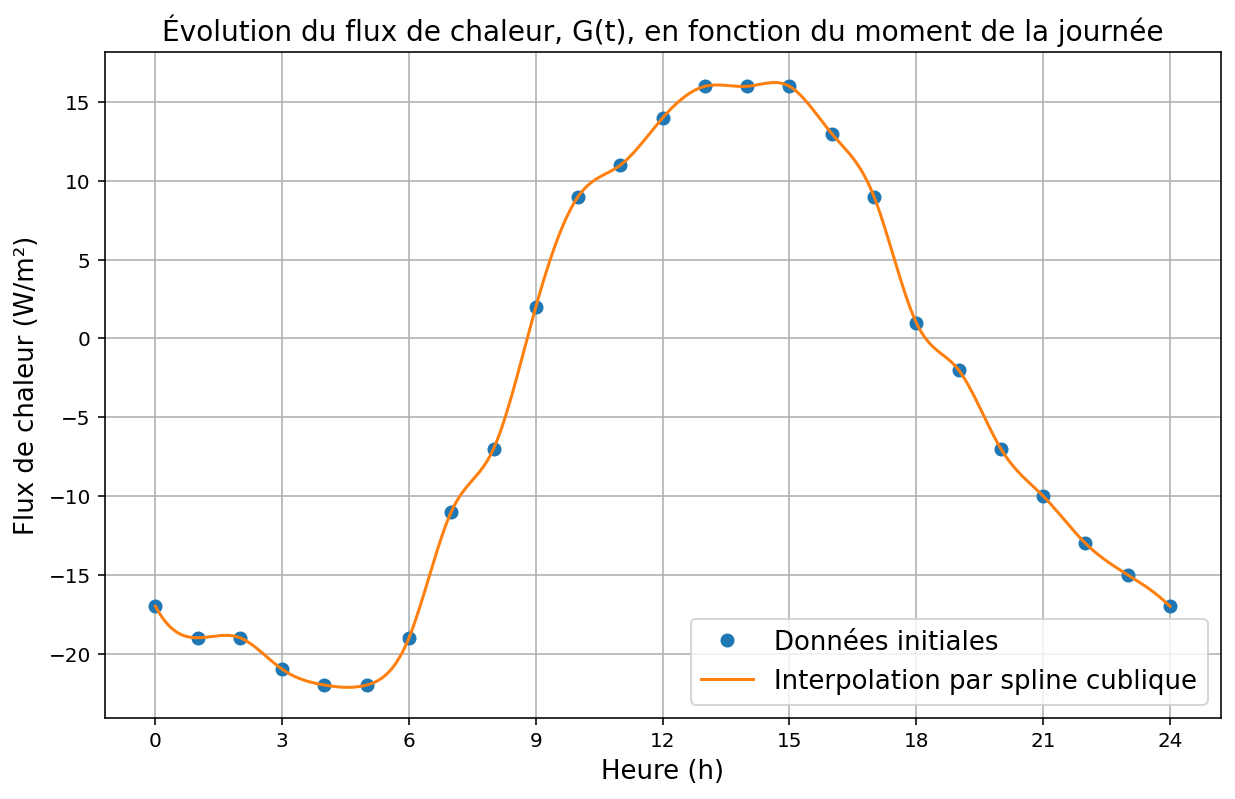 Évolution du flux de chaleur, G(t), en fonction du moment de la journée
Flux de chaleur (W/m²)
15
10
5
0
−5
−10
−15
−20
Données initiales
Interpolation par spline cublique
0 3 6 9 12 15 18 21 24
Heure (h)